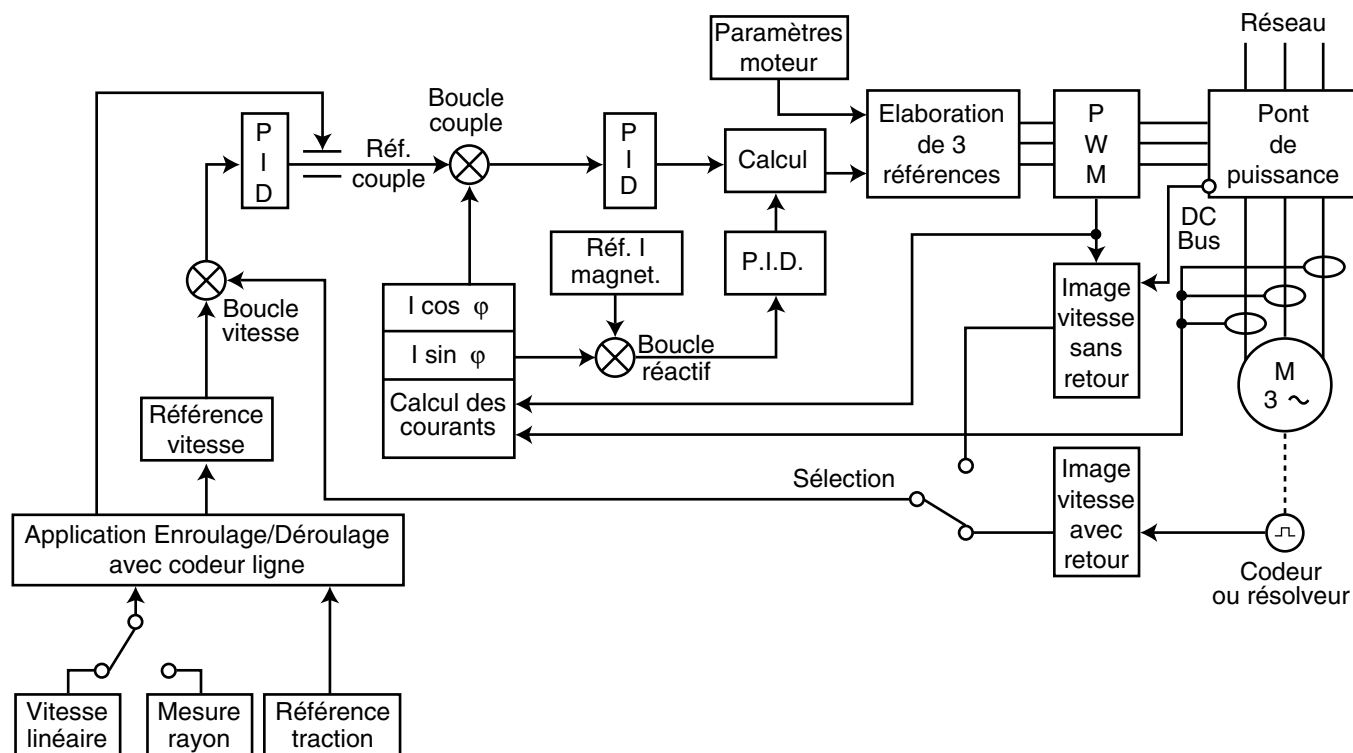 Réseau
Paramètres
moteur
Boucle
couple
P
I
D
Réf.
couple
P
I
D
Calcul
Elaboration
de 3
références
P
W
M
Pont
de
puissance
DC
Bus
Réf. I
magnet.
P.I.D.
Image
vitesse
sans
retour
Boucle
vitesse
I cos φ
I sin φ
Calcul des
courants
Boucle
réactif
M
3 ~
Référence
vitesse
Sélection
Image
vitesse
avec
retour
Codeur
ou résolveur
Application Enroulage/Déroulage
avec codeur ligne
Vitesse
linéaire
Mesure
rayon
Référence
traction